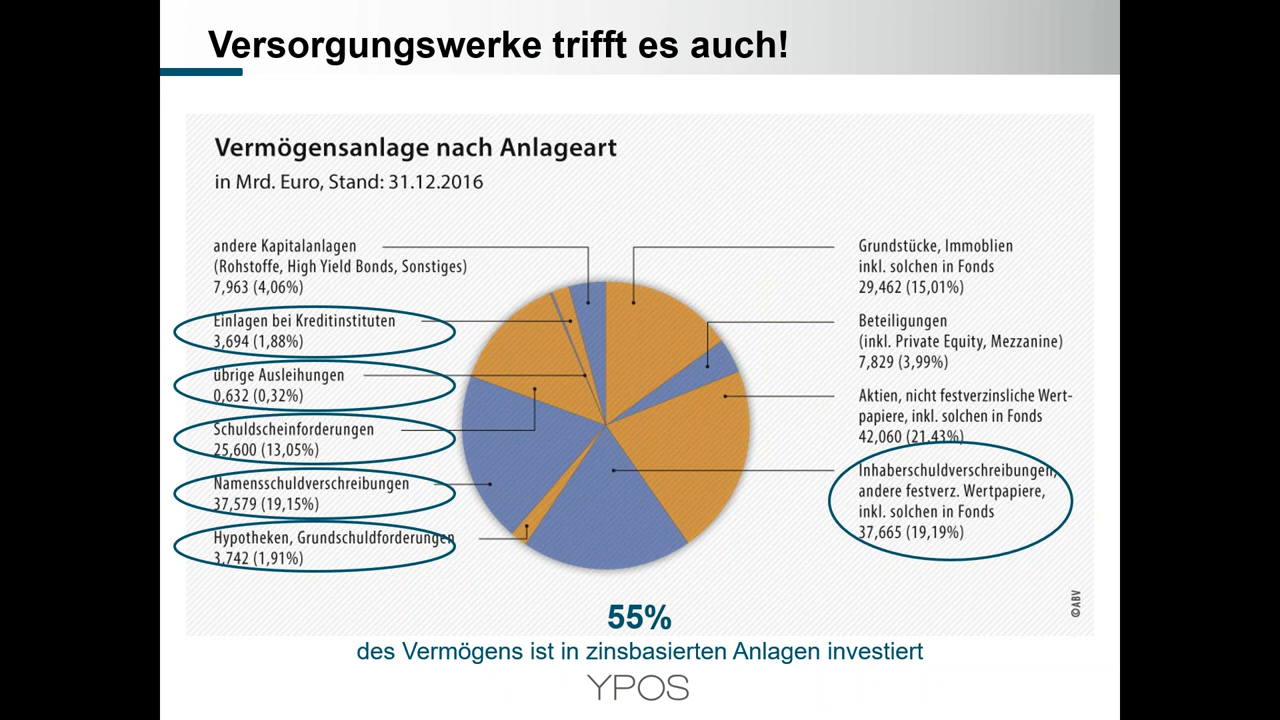 Versorgungswerke trifft es auch!
Vermögensanlage nach Anlageart
in Mrd. Euro, Stand: 31.12.2016
andere Kapitalanlagen
(Rohstoffe, High Yield Bonds, Sonstiges)
7,963 (4,06%)
Einlagen bei Kreditinstituten
3,694 (1,88%)
übrige Ausleihungen
0,632 (0,32%)
Schuldscheinforderungen
25,600 (13,05%)
Namensschuldverschreibungen
37,579 (19,15%)
Hypotheken, Grundschuldforderungen
3,742 (1,91%)
Grundstücke, Immoblien
inkl. solchen in Fonds
29,462 (15,01%)
Beteiligungen
(inkl. Private Equity, Mezzanine)
7,829 (3,99%)
Aktien, nicht festverzinsliche Wert-
papiere, inkl. solchen in Fonds
42,060 (21,43%)
Inhaberschuldverschreibungen,
andere festverz. Wertpapiere,
inkl. solchen in Fonds
37,665 (19,19%)
©ABV
55%
des Vermögens ist in zinsbasierten Anlagen investiert
YPOS